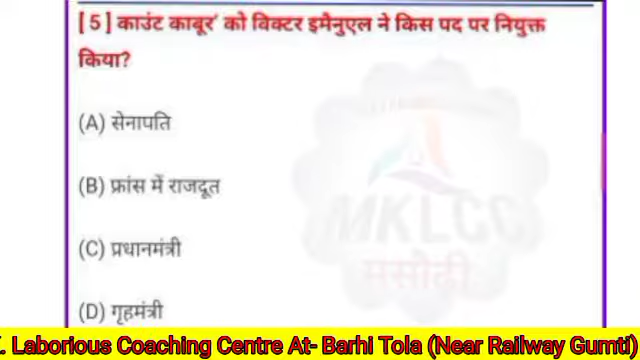 [ 5 ] काउंट काबूर' को विक्टर इमैनुएल ने किस पद पर नियुक्त
किया?
(A) सेनापति
(B) फ्रांस में राजदूत
MKLCC
(C) प्रधानमंत्री
मसोढ़ी
(D) गृहमंत्री
. Laborious Coaching Centre At- Barhi Tola (Near Railway Gumti)